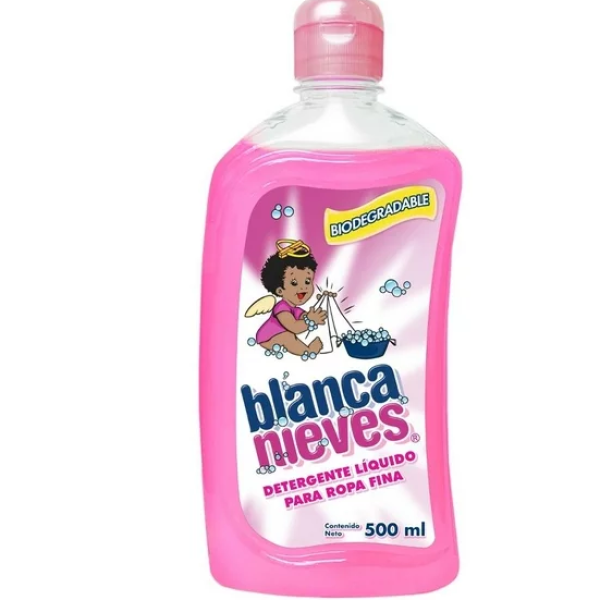 BIODEGRADABLE
blanca
nieves®
DETERGENTE LÍQUIDO
PARA ROPA FINA
Contenido
Neto 500 ml